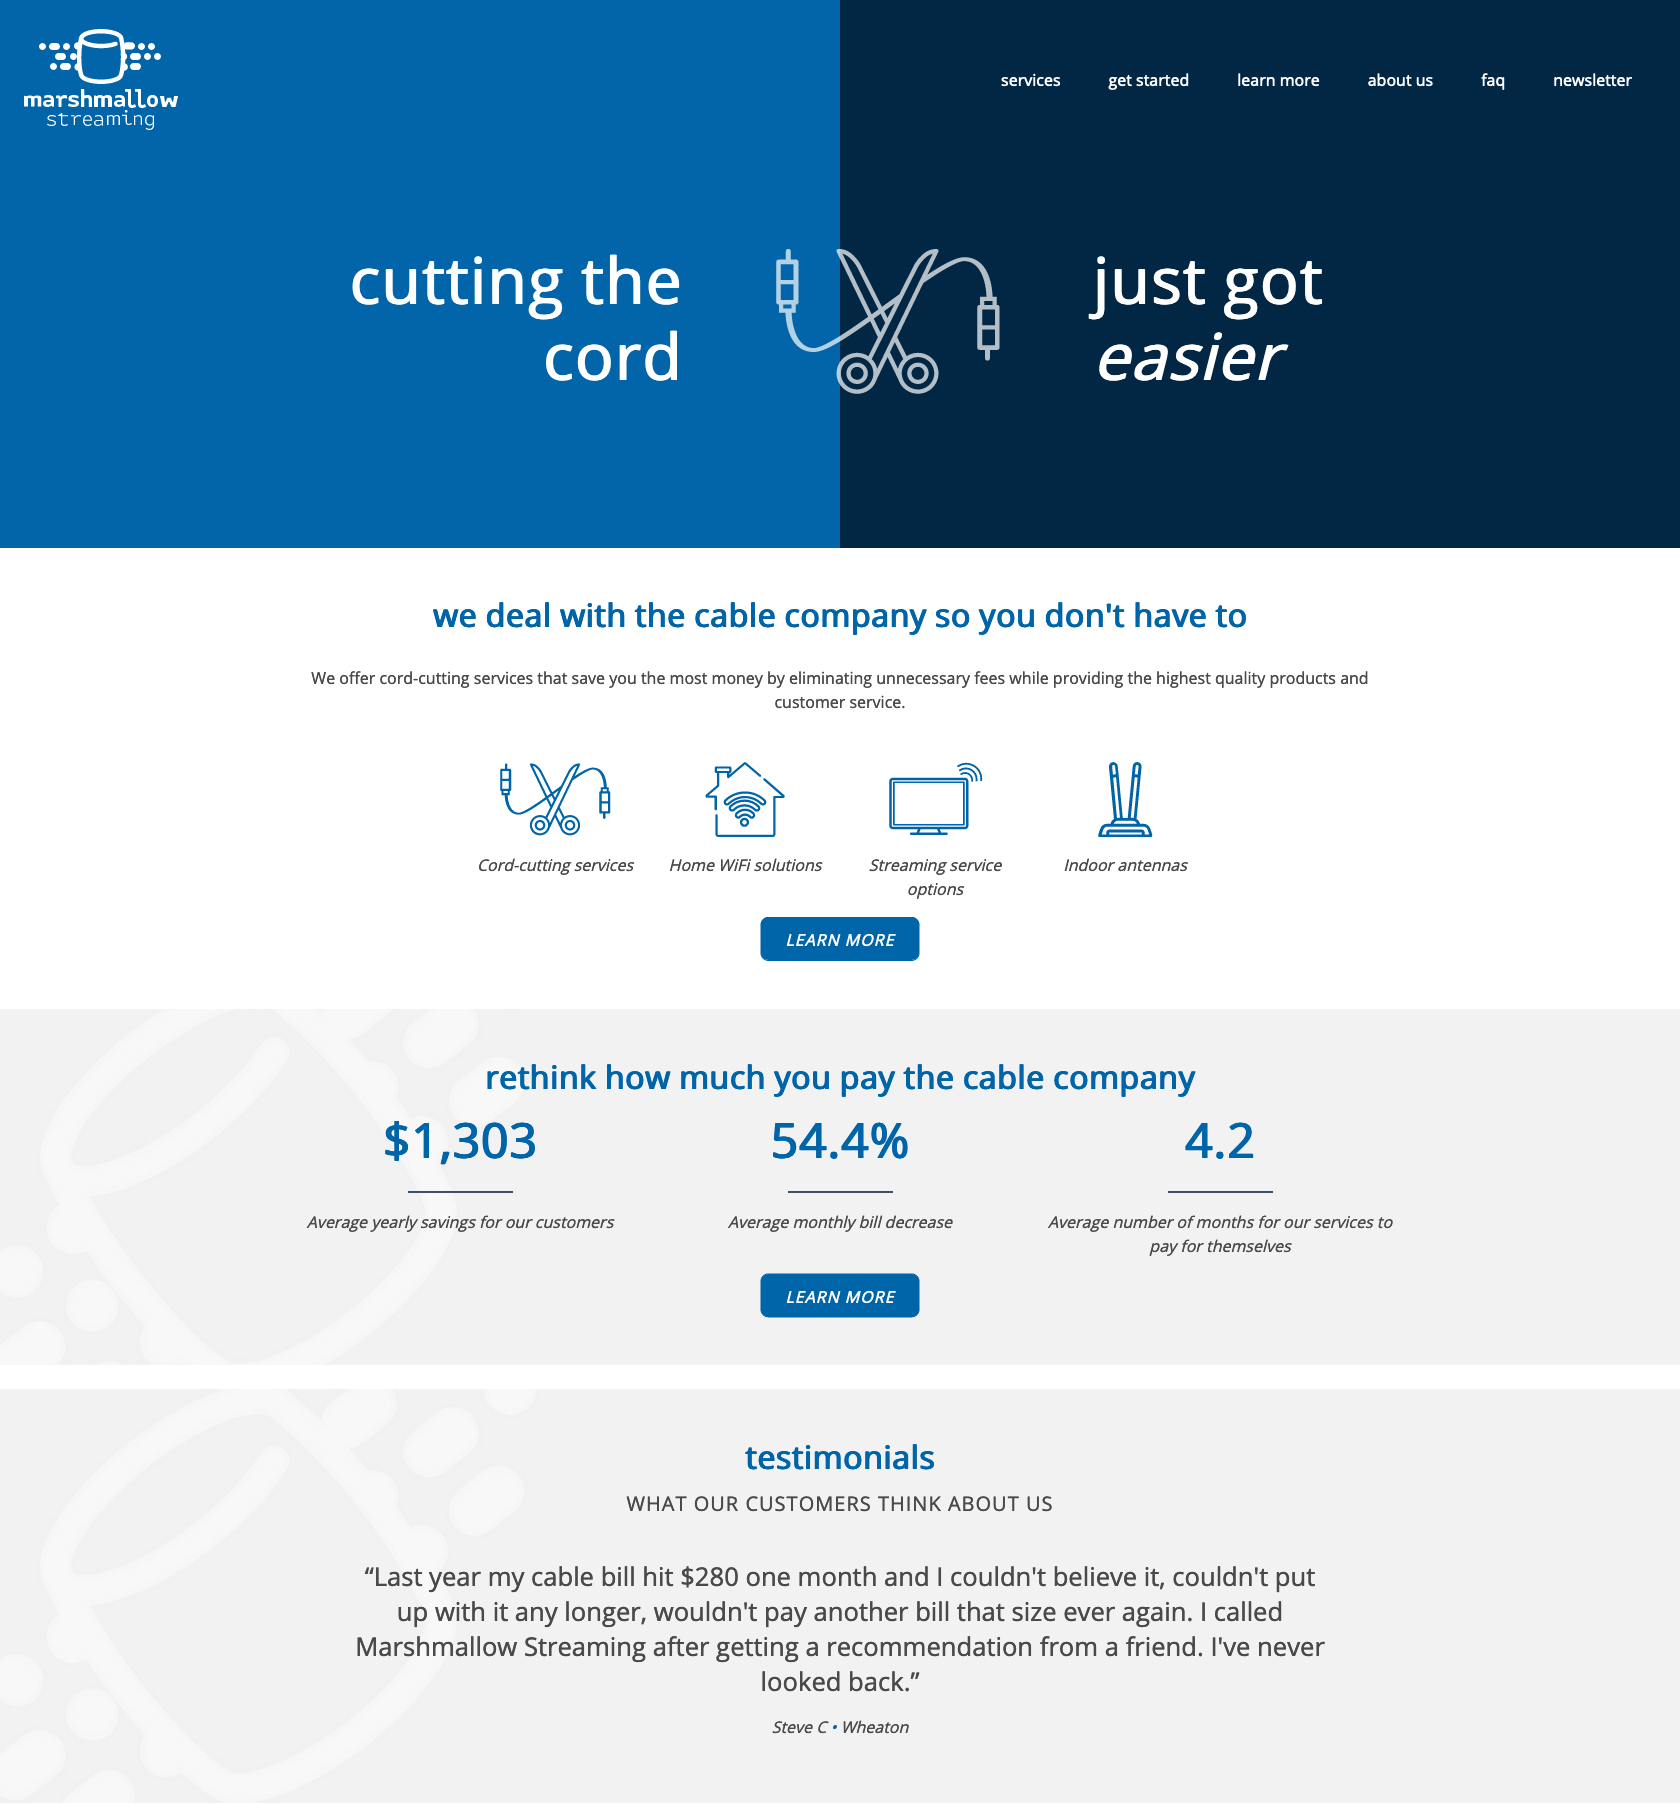 marshmallow
streaming
services get started learn more about us faq newsletter
cutting the
cord
just got
easier
we deal with the cable company so you don't have to
We offer cord-cutting services that save you the most money by eliminating unnecessary fees while providing the highest quality products and
customer service.
Cord-cutting services
Home WiFi solutions
Streaming service
options
Indoor antennas
LEARN MORE
rethink how much you pay the cable company
$1,303
Average yearly savings for our customers
54.4%
Average monthly bill decrease
4.2
Average number of months for our services to
pay for themselves
LEARN MORE
testimonials
WHAT OUR CUSTOMERS THINK ABOUT US
“Last year my cable bill hit $280 one month and I couldn't believe it, couldn't put
up with it any longer, wouldn't pay another bill that size ever again. I called
Marshmallow Streaming after getting a recommendation from a friend. I've never
looked back.”
Steve C • Wheaton